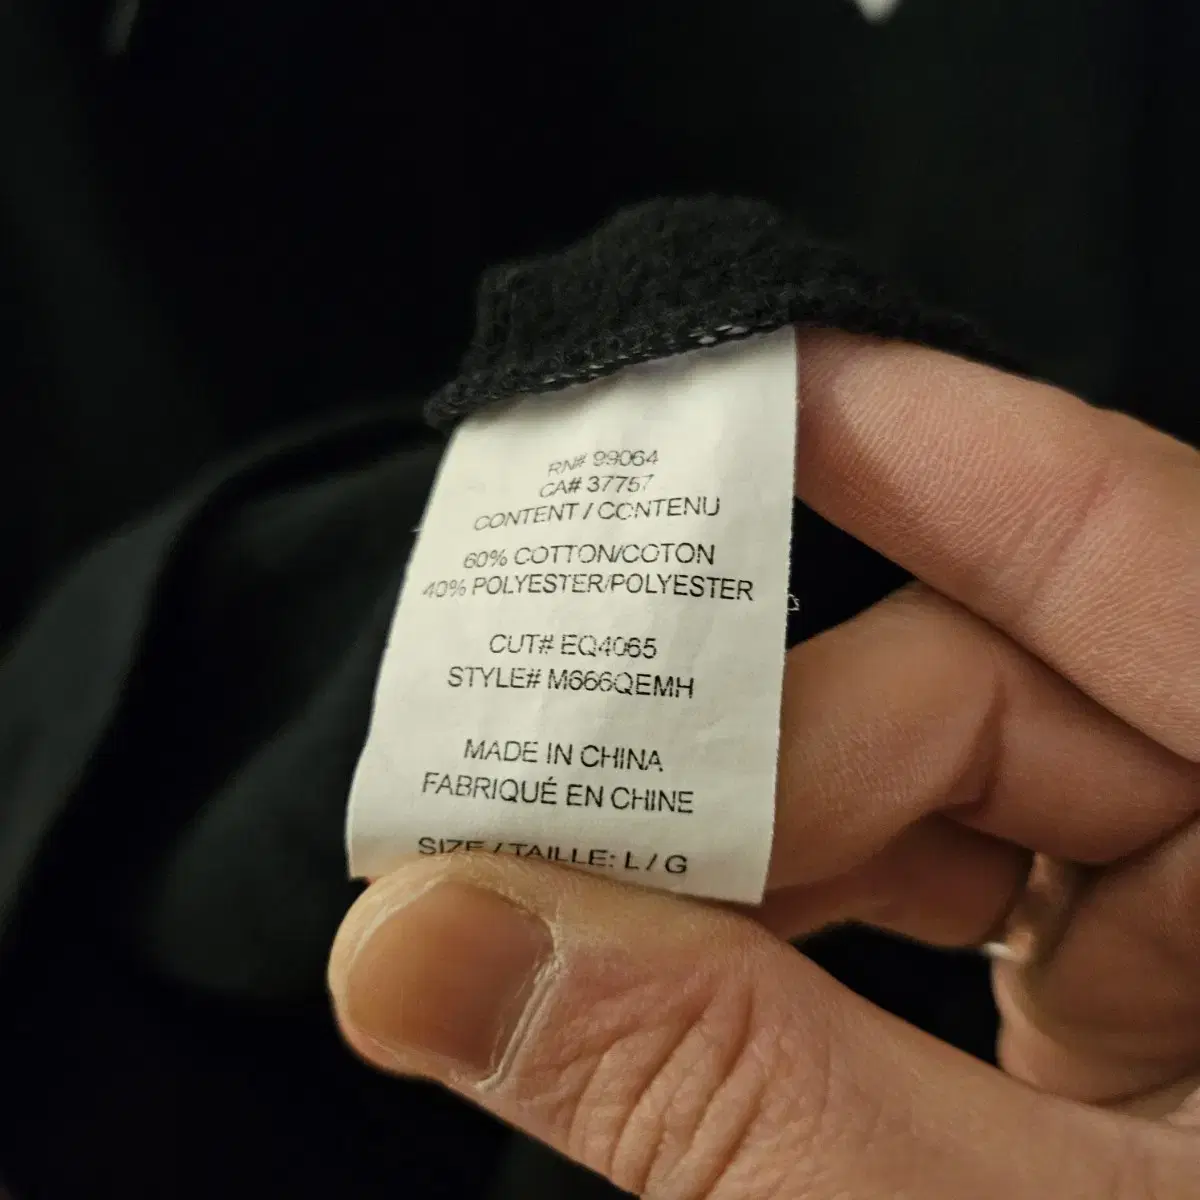 RN# 99064
CA# 37757
CONTENT / CONTENU
60% COTTON/COTON
40% POLYESTER/POLYESTER
CUT# EQ4065
STYLE# M666QEMH
MADE IN CHINA
FABRIQUÉ EN CHINE
SIZE / TAILLE: L / G